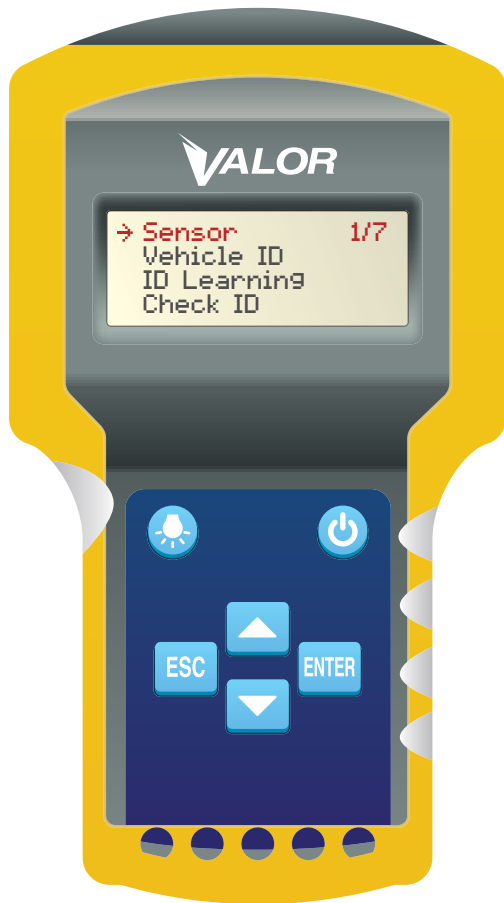 VALOR
→ Sensor 1/7
Vehicle ID
ID Learning
Check ID
ESC
ENTER